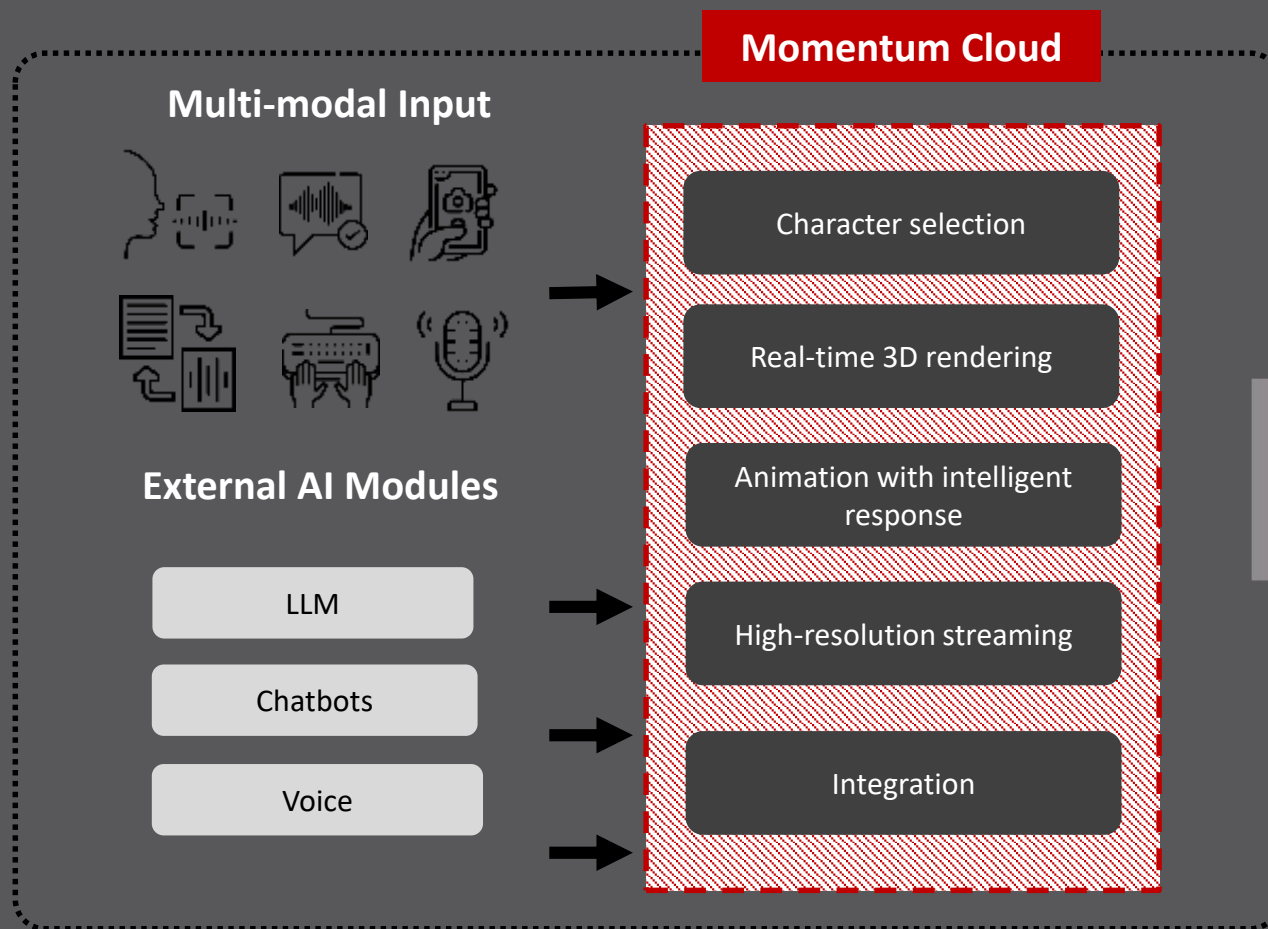 Momentum Cloud
Multi-modal Input
External AI Modules
LLM
Chatbots
Voice
Character selection
Real-time 3D rendering
Animation with intelligent
response
High-resolution streaming
Integration